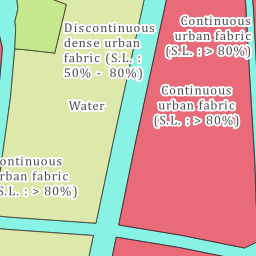 Discontinuous
dense urban
fabric (S.L. :
50% - 80%)
Continuous
urban fabric
(S.L. : > 80%)
Water
Continuous
urban fabric
(S.L. : > 80%)
ontinuous
rban fabric
S.L. : > 80%)